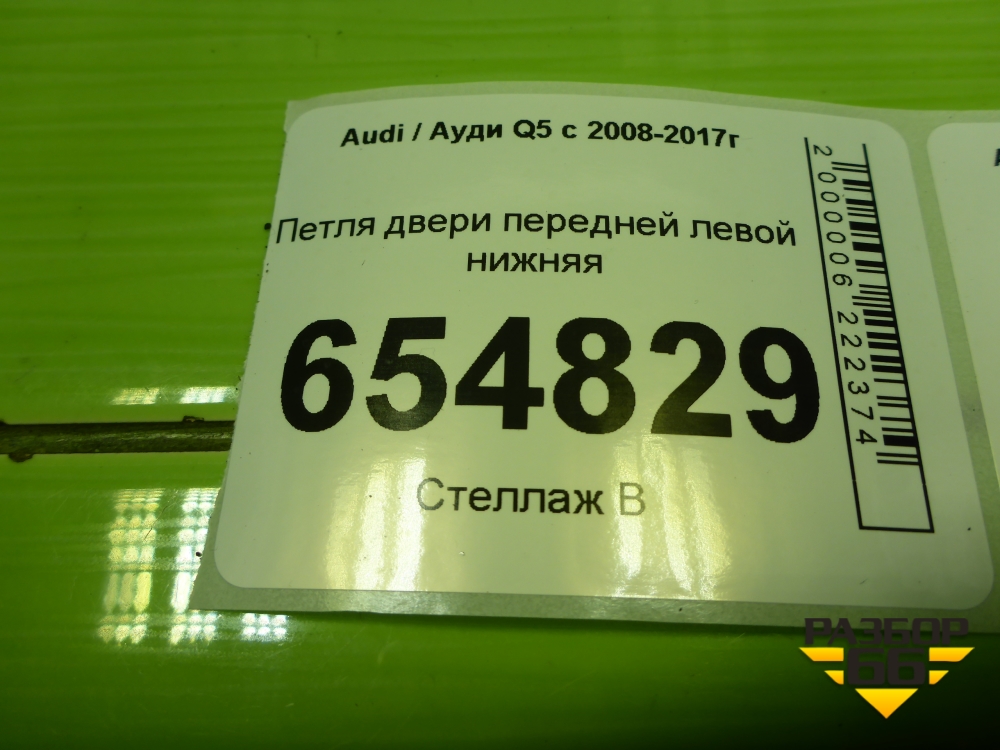 Audi / Ауди Q5 с 2008-2017г
Петля двери передней левой
нижняя
654829
Стеллаж В
2000006222374
РАЗБОР
66